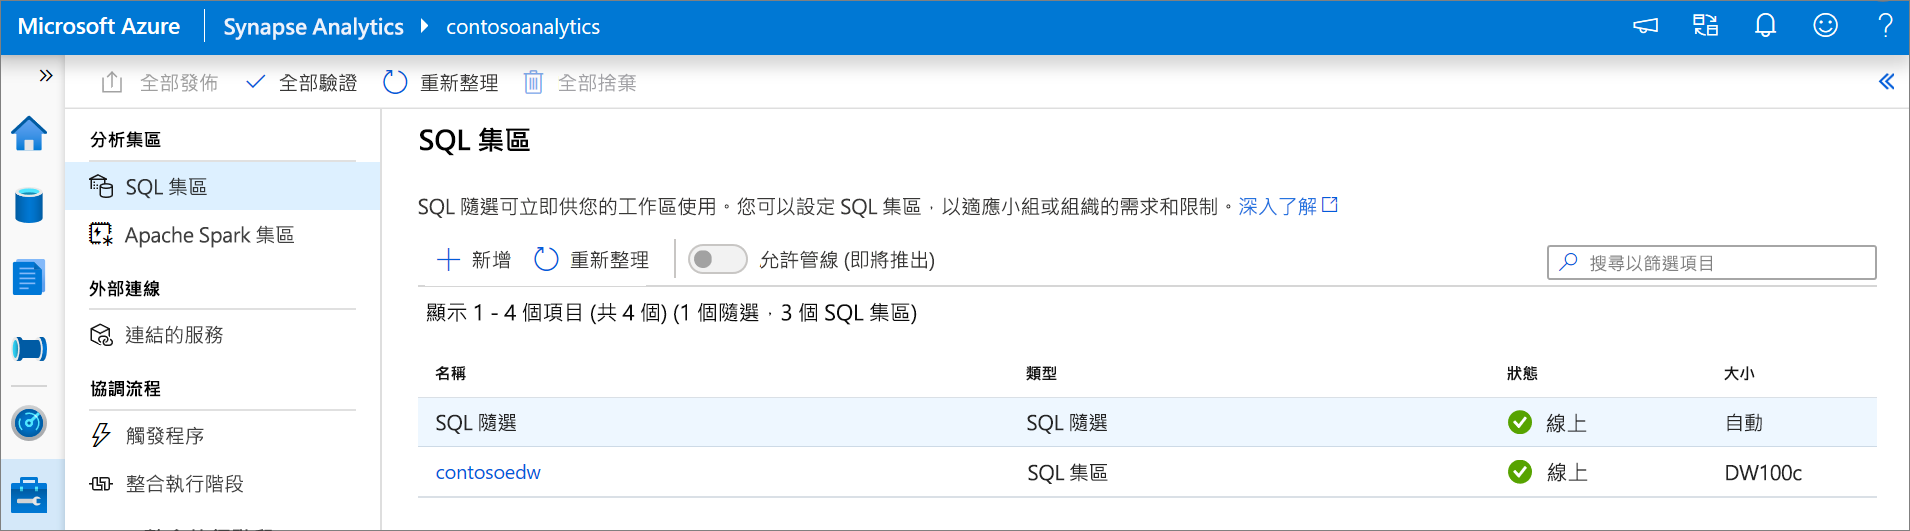 Microsoft Azure Synapse Analytics contosoanalytics
全部發佈 全部驗證 重新整理 全部捨棄
分析集區
SQL 集區
Apache Spark 集區
外部連線
連結的服務
協調流程
觸發程序
整合執行階段
SQL 集區
SQL 隨選可立即供您的工作區使用。您可以設定 SQL 集區，以適應小組或組織的需求和限制。深入了解
新增 重新整理 允許管線 (即將推出) 搜尋以篩選項目
顯示 1 - 4 個項目 (共 4 個) (1 個隨選，3 個 SQL 集區)
名稱 類型 狀態 大小
SQL 隨選 SQL 隨選 線上 自動
contosoedw SQL 集區 線上 DW100c